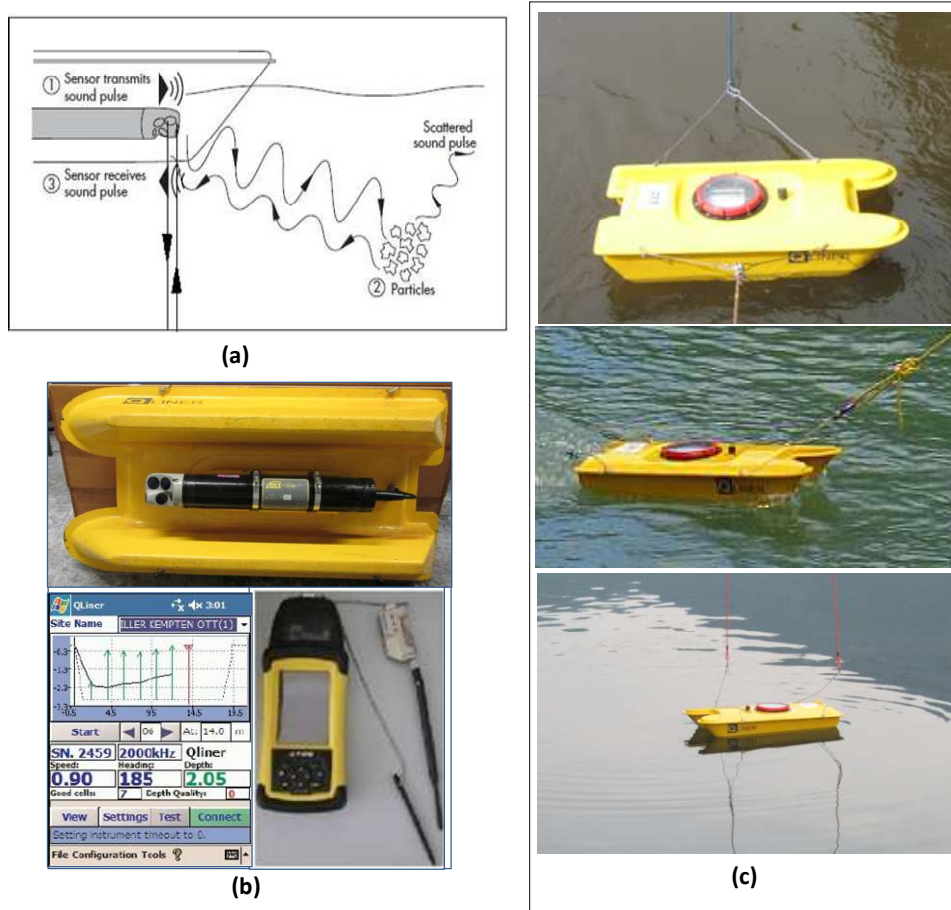 ① Sensor transmits
sound pulse
Scattered
sound pulse
③ Sensor receives
sound pulse
② Particles
(a)
QLINER
QLiner 3:01
Site Name ILLER KEMPTEN OTT(1)
-0.3
-1.3
-2.3
-3.3
-0.5 4.5 9.5 14.5 19.5
Start 06 At: 14.0 m
SN. 2459 2000kHz Qliner
Speed: Heading: Depth:
0.90 185 2.05
Good cells: 7 Depth Quality: 0
View Settings Test Connect
Setting instrument timeout to 0.
File Configuration Tools ?
(b)
QLINER
(c)